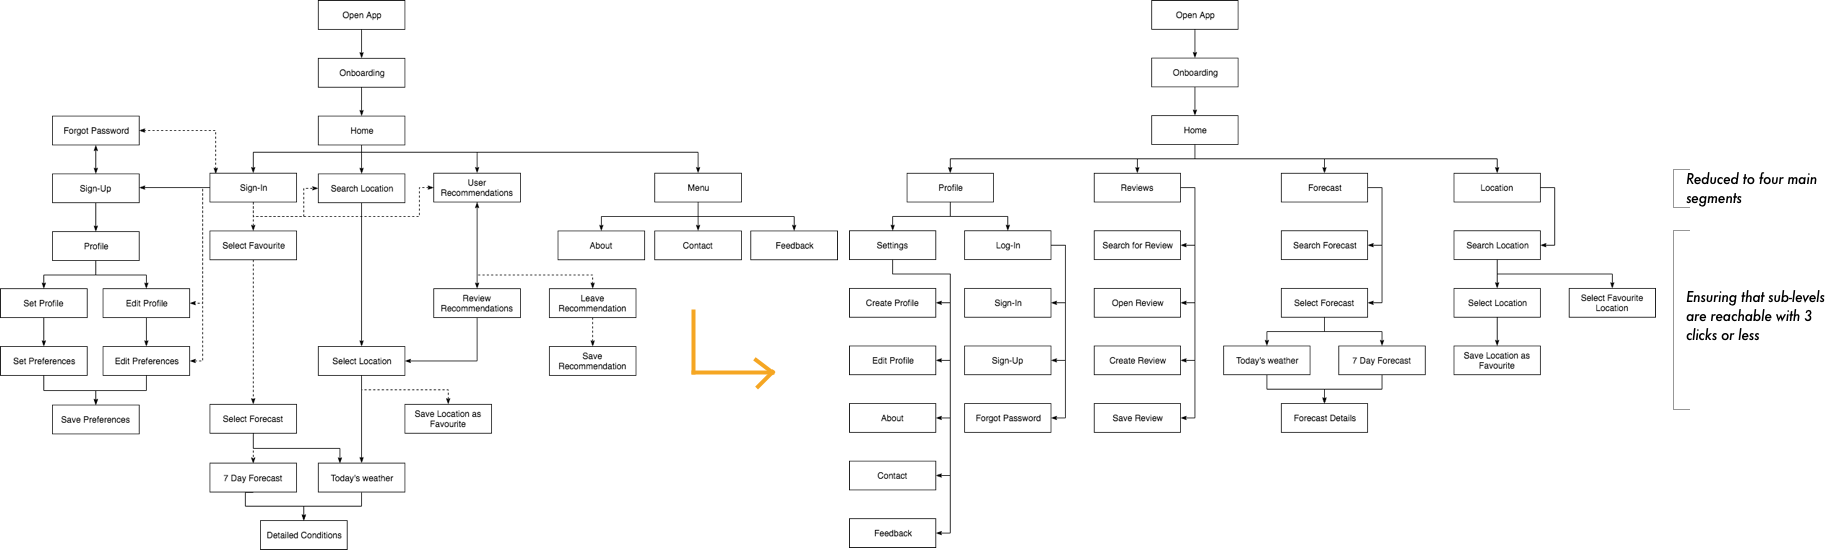 Open App
Onboarding
Home
Forgot Password
Sign-Up
Sign-In
Search Location
User
Recommendations
Menu
Profile
Select Favourite
About
Contact
Feedback
Set Profile
Edit Profile
Review
Recommendations
Leave
Recommendation
Set Preferences
Edit Preferences
Select Location
Save
Recommendation
Save Preferences
Select Forecast
Save Location as
Favourite
7 Day Forecast
Today's weather
Detailed Conditions
Open App
Onboarding
Home
Profile
Reviews
Forecast
Location
Settings
Log-In
Search for Review
Search Forecast
Search Location
Create Profile
Sign-In
Open Review
Select Forecast
Select Location
Select Favourite
Location
Edit Profile
Sign-Up
Create Review
Today's weather
7 Day Forecast
Save Location as
Favourite
About
Forgot Password
Save Review
Forecast Details
Contact
Feedback
Reduced to four main
segments
Ensuring that sub-levels
are reachable with 3
clicks or less